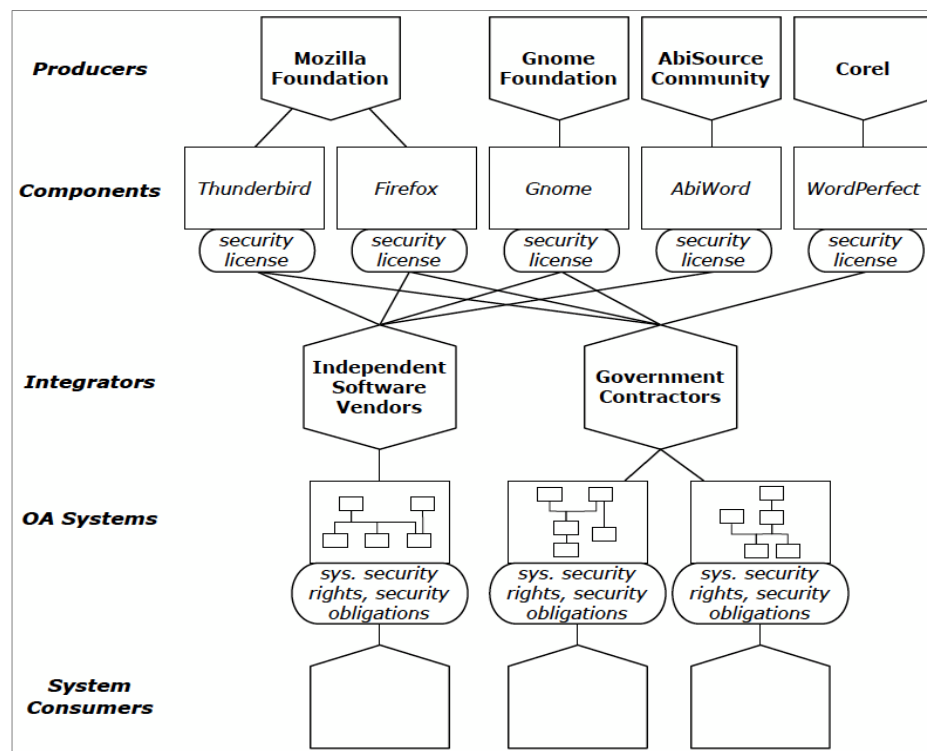 Producers
Mozilla
Foundation
Gnome
Foundation
AbiSource
Community
Corel
Components
Thunderbird
Firefox
Gnome
AbiWord
WordPerfect
security
license
security
license
security
license
security
license
security
license
Integrators
Independent
Software
Vendors
Government
Contractors
OA Systems
sys. security
rights, security
obligations
sys. security
rights, security
obligations
sys. security
rights, security
obligations
System
Consumers